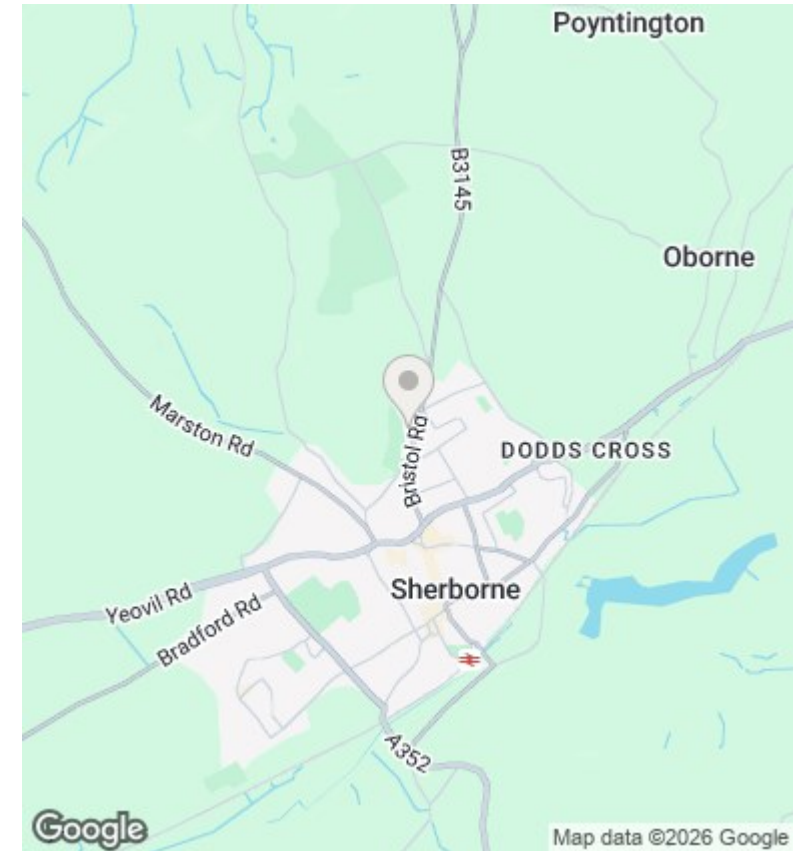 Poyntington
B3145
Oborne
Marston Rd
Bristol Rd
DODDS CROSS
Sherborne
Yeovil Rd
Bradford Rd
A352
Google
Map data ©2026 Google